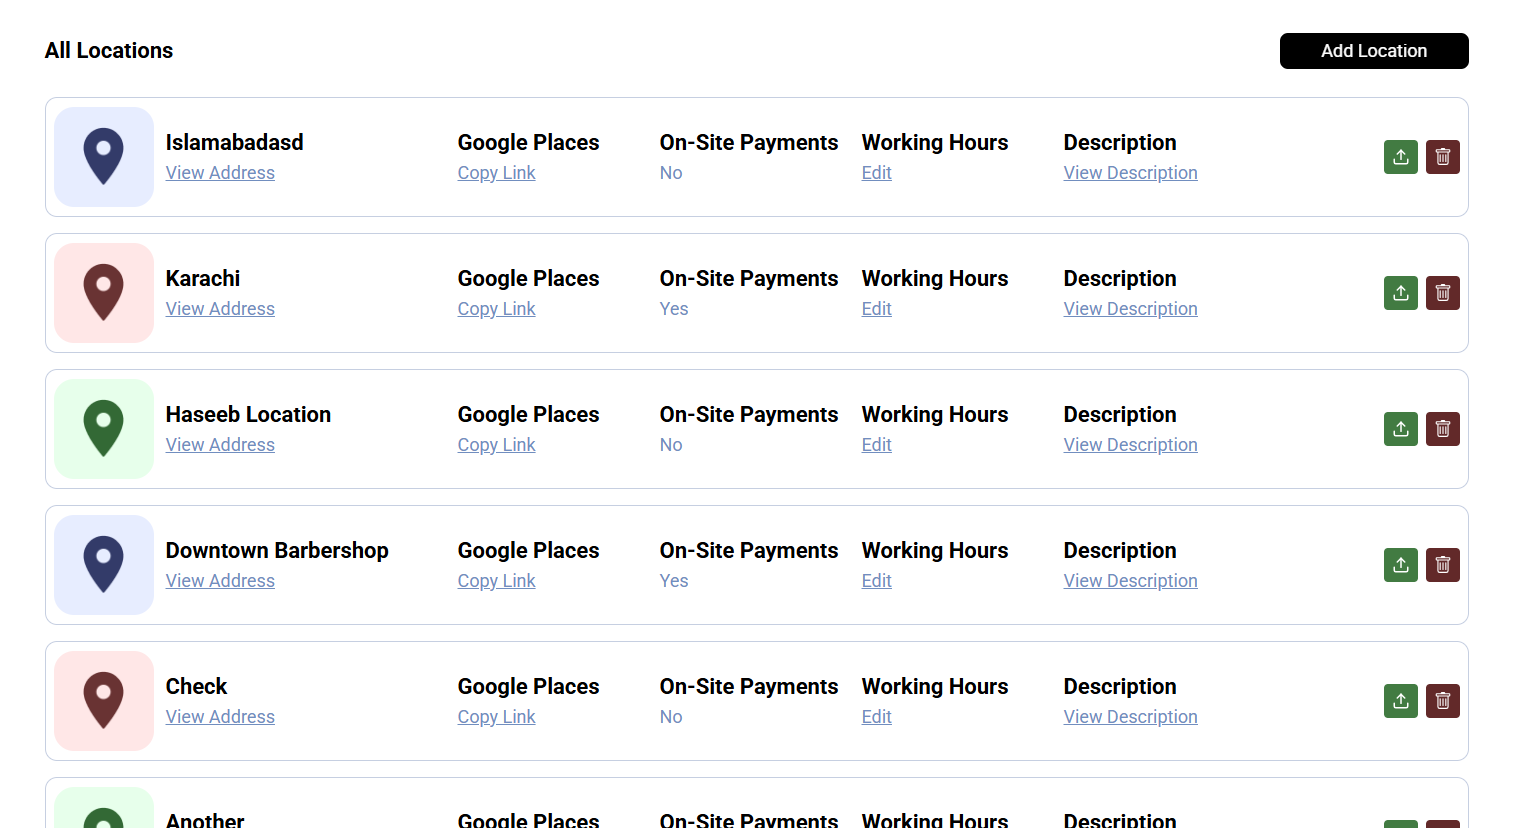 All Locations
Add Location
Islamabadasd Google Places On-Site Payments Working Hours Description
View Address Copy Link No Edit View Description
Karachi Google Places On-Site Payments Working Hours Description
View Address Copy Link Yes Edit View Description
Haseeb Location Google Places On-Site Payments Working Hours Description
View Address Copy Link No Edit View Description
Downtown Barbershop Google Places On-Site Payments Working Hours Description
View Address Copy Link Yes Edit View Description
Check Google Places On-Site Payments Working Hours Description
View Address Copy Link No Edit View Description
Another Google Places On-Site Payments Working Hours Description